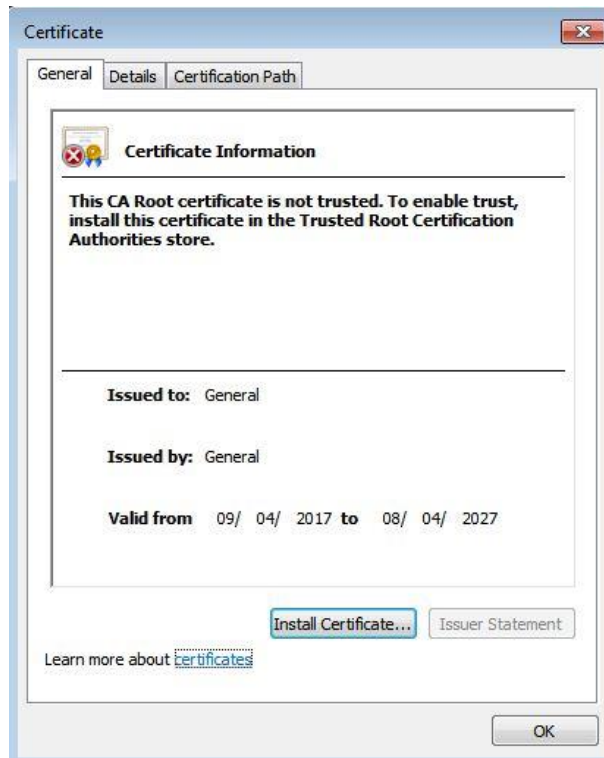 Certificate
General Details Certification Path
Certificate Information
This CA Root certificate is not trusted. To enable trust,
install this certificate in the Trusted Root Certification
Authorities store.
Issued to: General
Issued by: General
Valid from 09/ 04/ 2017 to 08/ 04/ 2027
Install Certificate... Issuer Statement
Learn more about certificates
OK